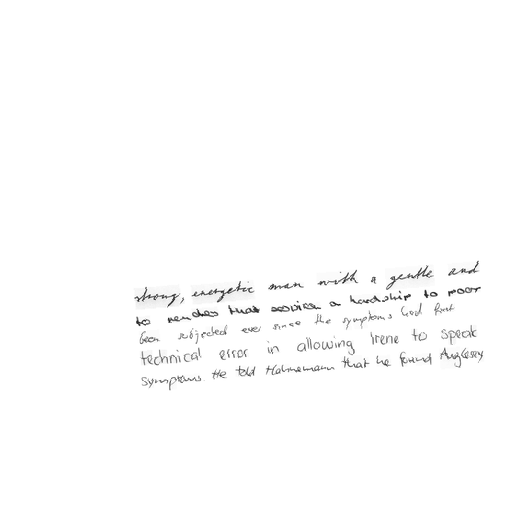 strong, energetic man with a gentle and
to render that service a hardship to poor
been subjected ever since the symptoms had first
technical error in allowing Irene to speak
symptoms. He told Hahnemann that he found Anglesey